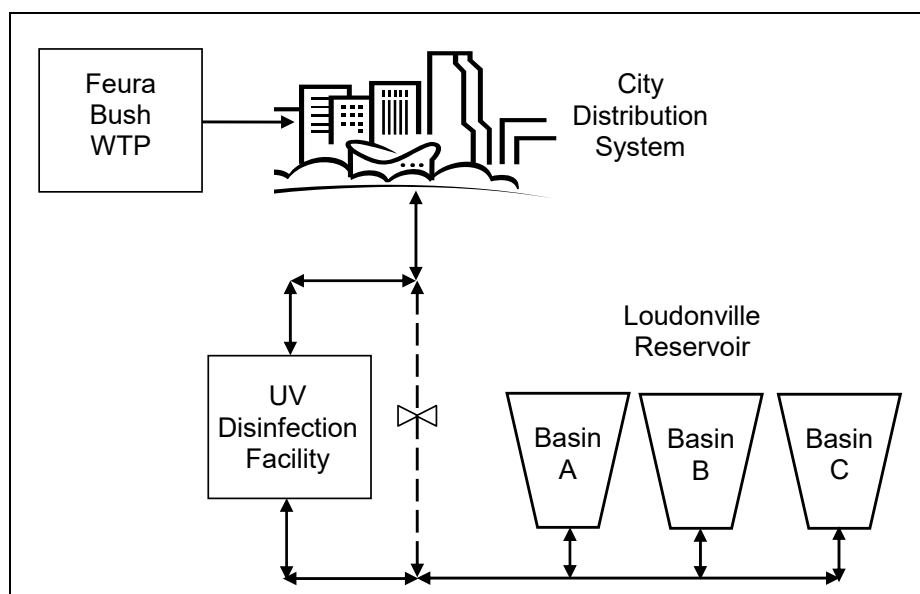 Feura
Bush
WTP
City
Distribution
System
Loudonville
Reservoir
UV
Disinfection
Facility
Basin
A
Basin
B
Basin
C